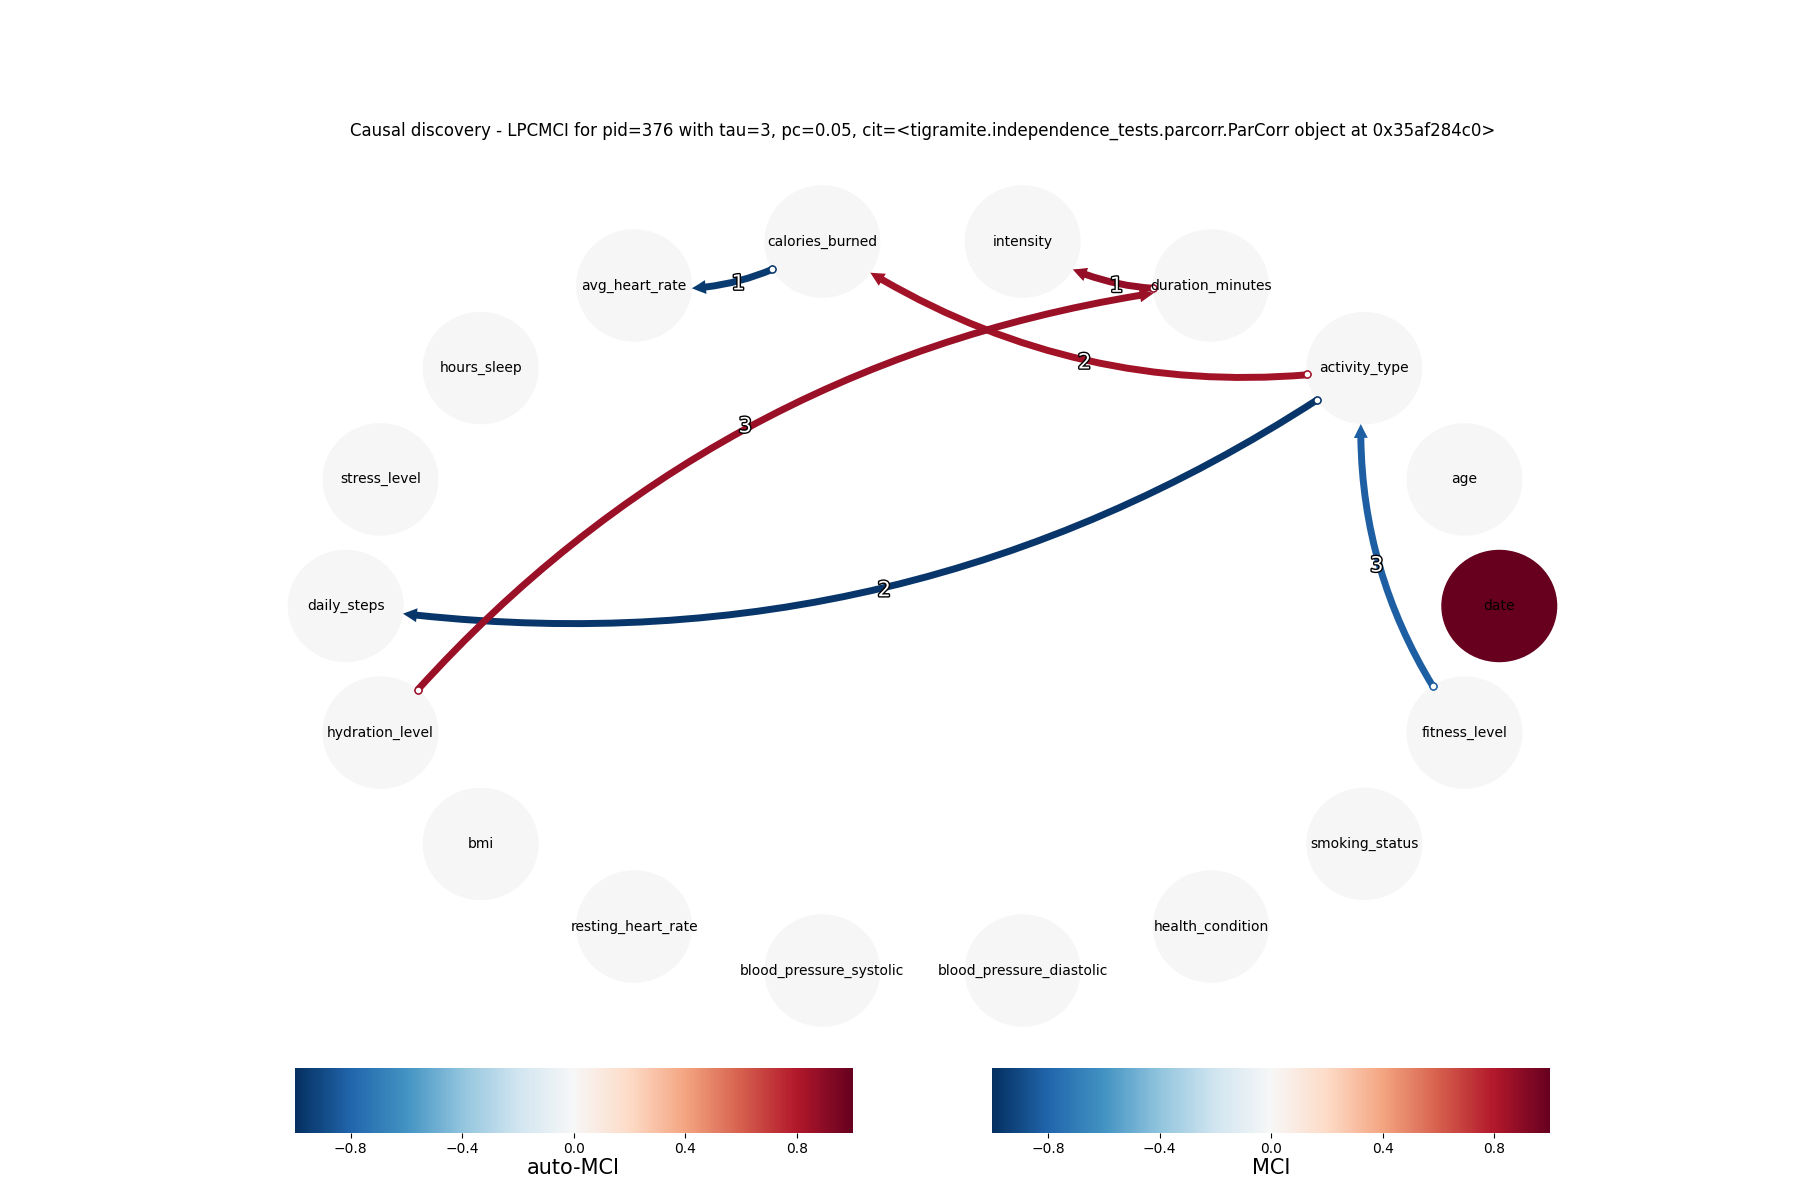 Causal discovery - LPCMCI for pid=376 with tau=3, pc=0.05, cit=<tigramite.independence_tests.parcorr.ParCorr object at 0x35af284c0>
calories_burned
intensity
avg_heart_rate
1
1
duration_minutes
2
hours_sleep
activity_type
3
stress_level
age
3
2
daily_steps
date
hydration_level
fitness_level
bmi
smoking_status
resting_heart_rate
health_condition
blood_pressure_systolic
blood_pressure_diastolic
−0.8 −0.4 0.0 0.4 0.8
auto-MCI
−0.8 −0.4 0.0 0.4 0.8
MCI